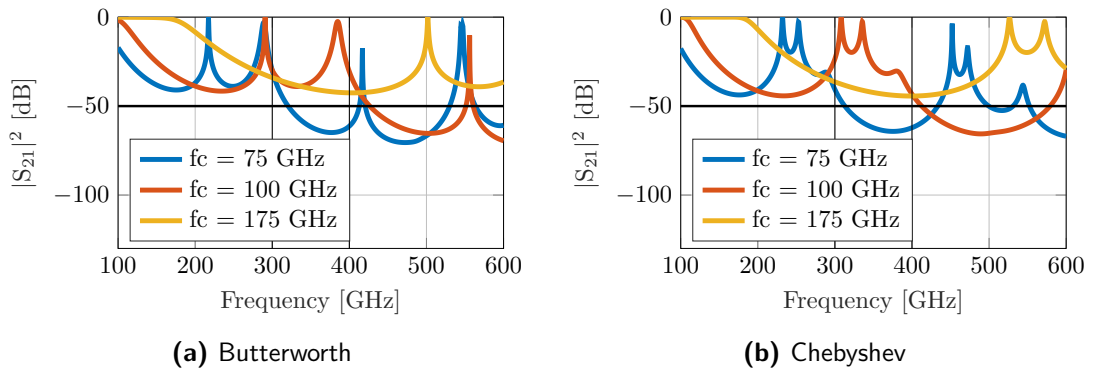 0
−50
−100
|S21|² [dB]
fc = 75 GHz
fc = 100 GHz
fc = 175 GHz
100 200 300 400 500 600
Frequency [GHz]
(a) Butterworth
0
−50
−100
|S21|² [dB]
fc = 75 GHz
fc = 100 GHz
fc = 175 GHz
100 200 300 400 500 600
Frequency [GHz]
(b) Chebyshev